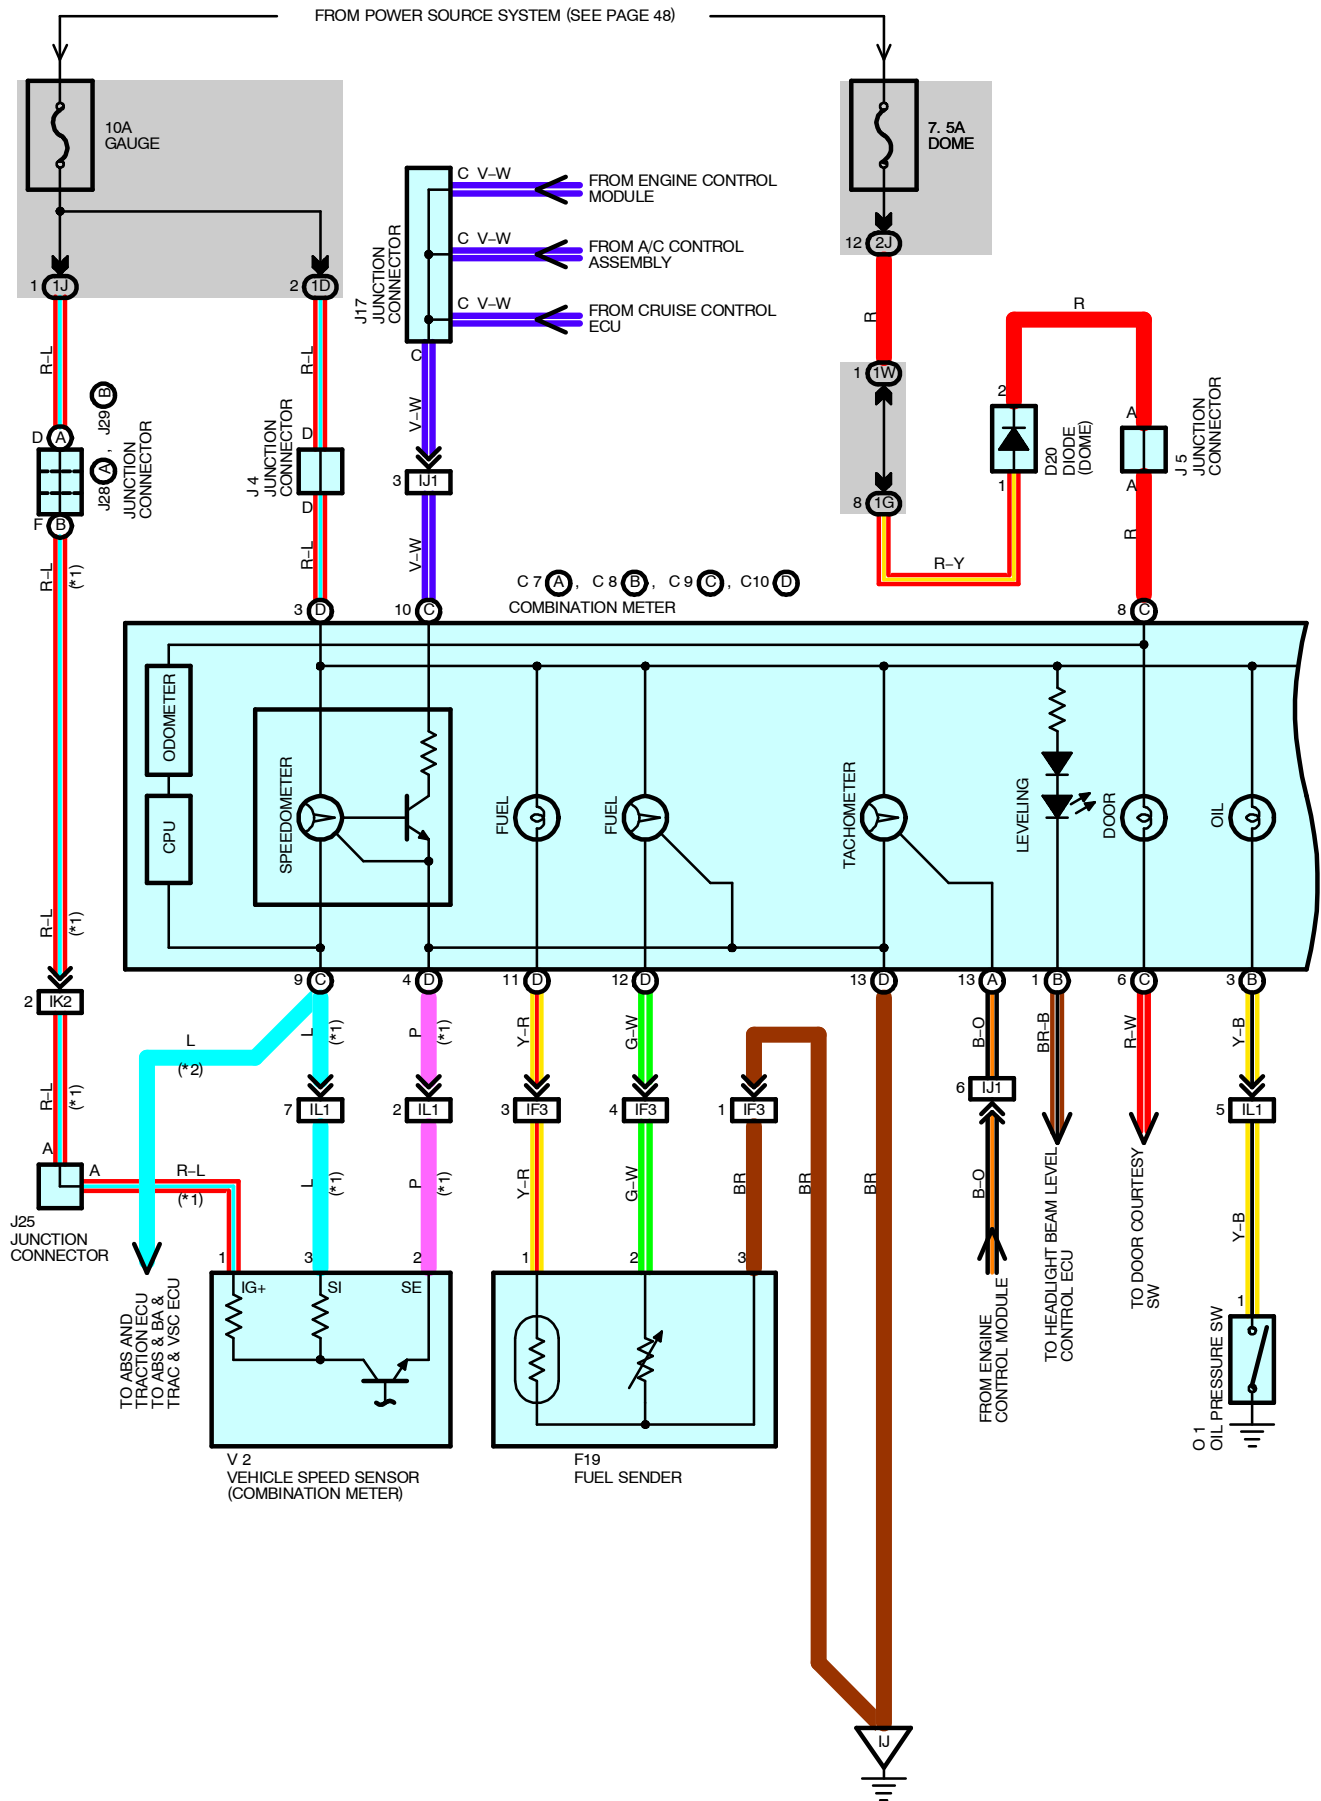 FROM POWER SOURCE SYSTEM (SEE PAGE 48)
10A
GAUGE
7. 5A
DOME
1 1J
2 1D
12 2J
J17
JUNCTION
CONNECTOR
C V–W
FROM ENGINE CONTROL
MODULE
C V–W
FROM A/C CONTROL
ASSEMBLY
C V–W
FROM CRUISE CONTROL
ECU
C
R–L
R–L
V–W
R
1 1W
8 1G
R–Y
2
1
D20
DIODE
(DOME)
R
A
A
J 5
JUNCTION
CONNECTOR
R
D A
F B
J28 A , J29 B
JUNCTION
CONNECTOR
D
D
J 4
JUNCTION
CONNECTOR
3 IJ1
R–L
(*1)
R–L
V–W
C 7 A , C 8 B , C 9 C , C10 D
COMBINATION METER
3 D
10 C
8 C
ODOMETER
CPU
SPEEDOMETER
FUEL
FUEL
TACHOMETER
LEVELING
DOOR
OIL
R–L
(*1)
2 IK2
R–L
(*1)
9 C
4 D
11 D
12 D
13 D
13 A
1 B
6 C
3 B
L
(*2)
L
(*1)
P
(*1)
Y–R
G–W
B–O
BR–B
R–W
Y–B
7 IL1
2 IL1
3 IF3
4 IF3
1 IF3
6 IJ1
5 IL1
A
A
R–L
(*1)
J25
JUNCTION
CONNECTOR
L
(*1)
P
(*1)
Y–R
G–W
BR
BR
BR
B–O
Y–B
TO ABS AND
TRACTION ECU
TO ABS & BA &
TRAC & VSC ECU
1
3
2
IG+
SI
SE
V 2
VEHICLE SPEED SENSOR
(COMBINATION METER)
1
2
3
F19
FUEL SENDER
FROM ENGINE
CONTROL MODULE
TO HEADLIGHT BEAM LEVEL
CONTROL ECU
TO DOOR COURTESY
SW
1
O 1
OIL PRESSURE SW
IJ